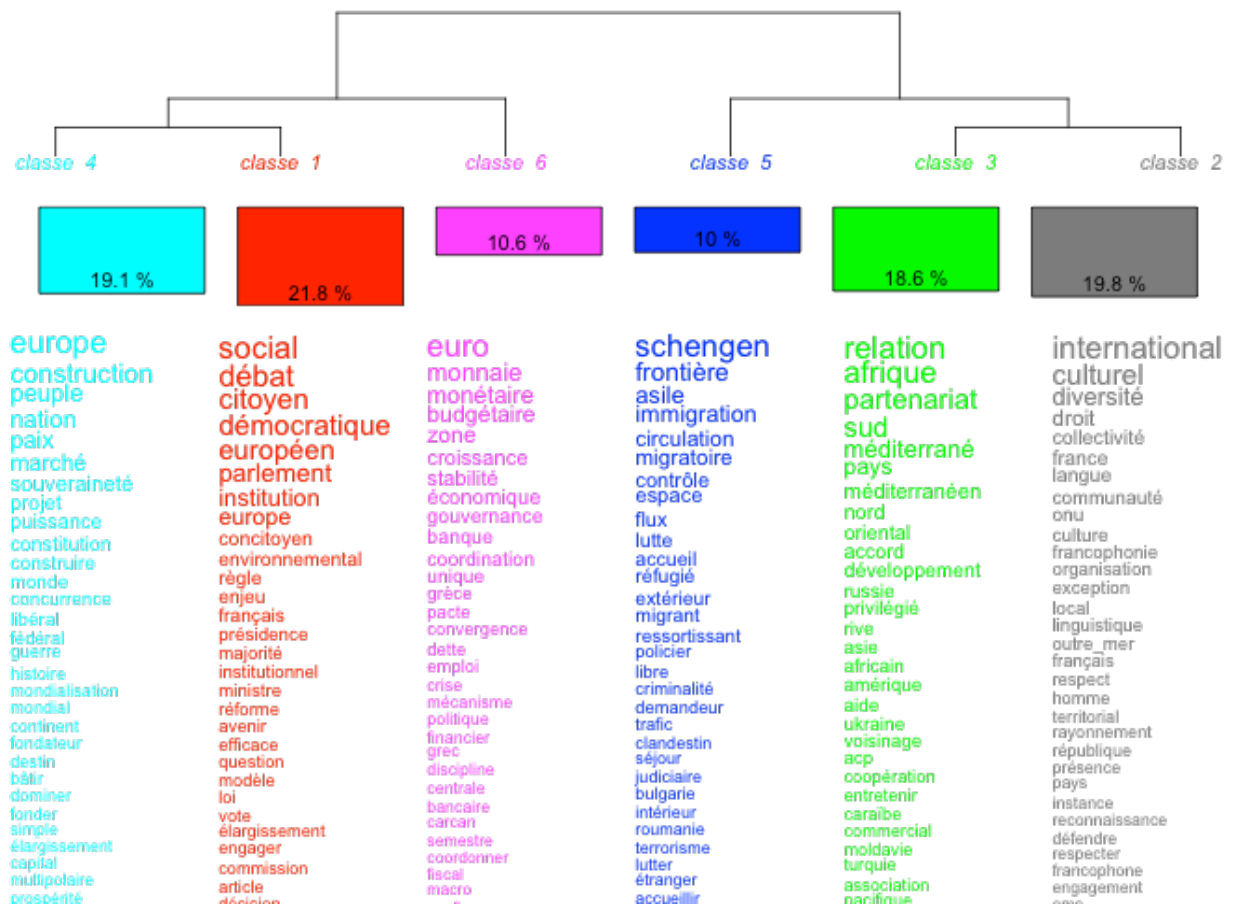 classe 4
classe 1
classe 6
classe 5
classe 3
classe 2
19.1 %
21.8 %
10.6 %
10 %
18.6 %
19.8 %
europe
construction
peuple
nation
paix
marché
souveraineté
projet
puissance
constitution
construire
monde
concurrence
libéral
fédéral
guerre
histoire
mondialisation
mondial
continent
fondateur
destin
bâtir
dominer
fonder
simple
élargissement
capital
multipolaire
prospérité
social
débat
citoyen
démocratique
européen
parlement
institution
europe
concitoyen
environnemental
règle
enjeu
français
présidence
majorité
institutionnel
ministre
réforme
avenir
efficace
question
modèle
loi
vote
élargissement
engager
commission
article
décision
euro
monnaie
monétaire
budgétaire
zone
croissance
stabilité
économique
gouvernance
banque
coordination
unique
grèce
pacte
convergence
dette
emploi
crise
mécanisme
politique
financier
grec
discipline
centrale
bancaire
carcan
semestre
coordonner
fiscal
macro
schengen
frontière
asile
immigration
circulation
migratoire
contrôle
espace
flux
lutte
accueil
réfugié
extérieur
migrant
ressortissant
policier
libre
criminalité
demandeur
trafic
clandestin
séjour
judiciaire
bulgarie
intérieur
roumanie
terrorisme
lutter
étranger
accueillir
relation
afrique
partenariat
sud
méditerrané
pays
méditerranéen
nord
oriental
accord
développement
russie
privilégié
rive
asie
africain
amérique
aide
ukraine
voisinage
acp
coopération
entretenir
caraïbe
commercial
moldavie
turquie
association
pacifique
international
culturel
diversité
droit
collectivité
france
langue
communauté
onu
culture
francophonie
organisation
exception
local
linguistique
outre_mer
français
respect
homme
territorial
rayonnement
république
présence
pays
instance
reconnaissance
défendre
respecter
francophone
engagement